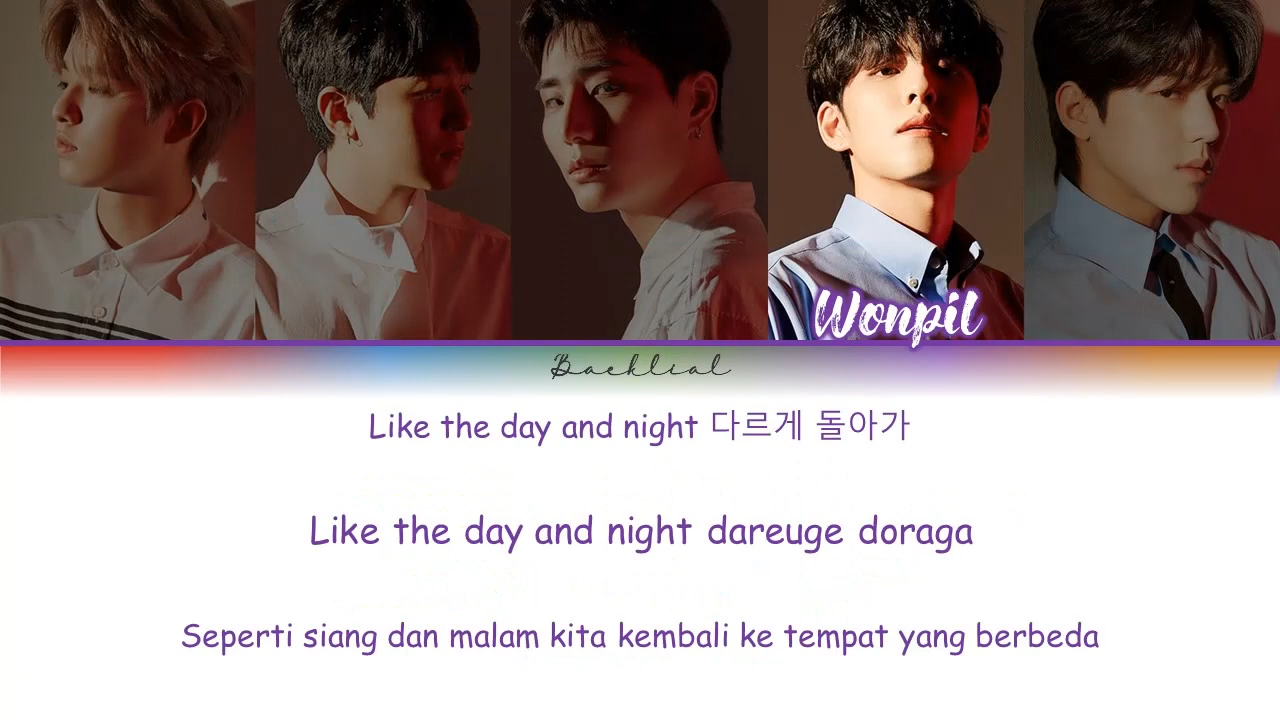 Wonpil
Backlial
Like the day and night 다르게 돌아가
Like the day and night dareuge doraga
Seperti siang dan malam kita kembali ke tempat yang berbeda